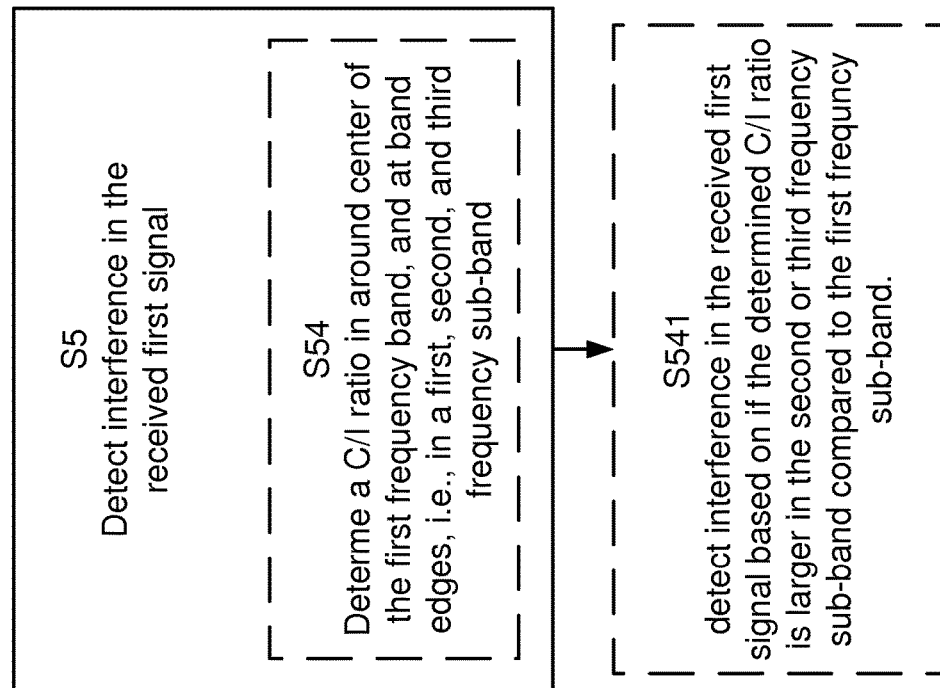 S5
Detect interference in the
received first signal
S54
Determe a C/I ratio in around center of
the first frequency band, and at band
edges, i.e., in a first, second, and third
frequency sub-band
S541
detect interference in the received first
signal based on if the determined C/I ratio
is larger in the second or third frequency
sub-band compared to the first frequncy
sub-band.